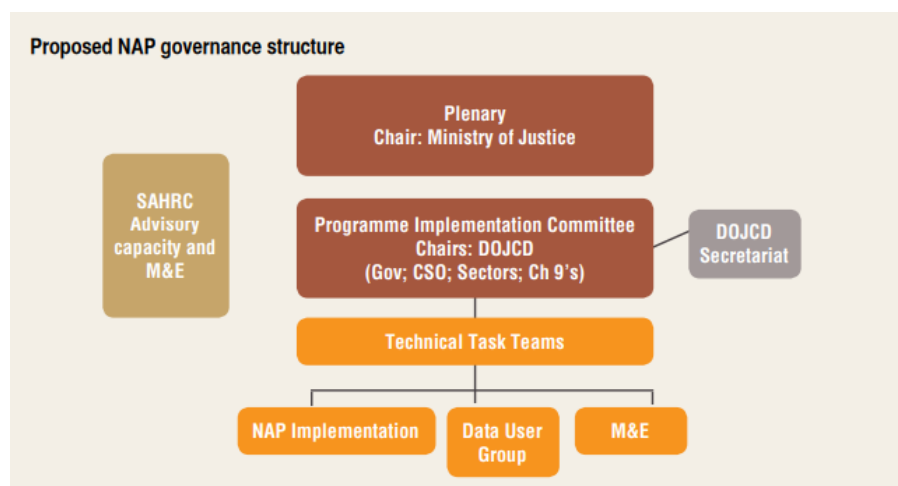 Proposed NAP governance structure
Plenary
Chair: Ministry of Justice
SAHRC
Advisory
capacity and
M&E
Programme Implementation Committee
Chairs: DOJCD
(Gov; CSO; Sectors; Ch 9's)
DOJCD
Secretariat
Technical Task Teams
NAP Implementation
Data User
Group
M&E